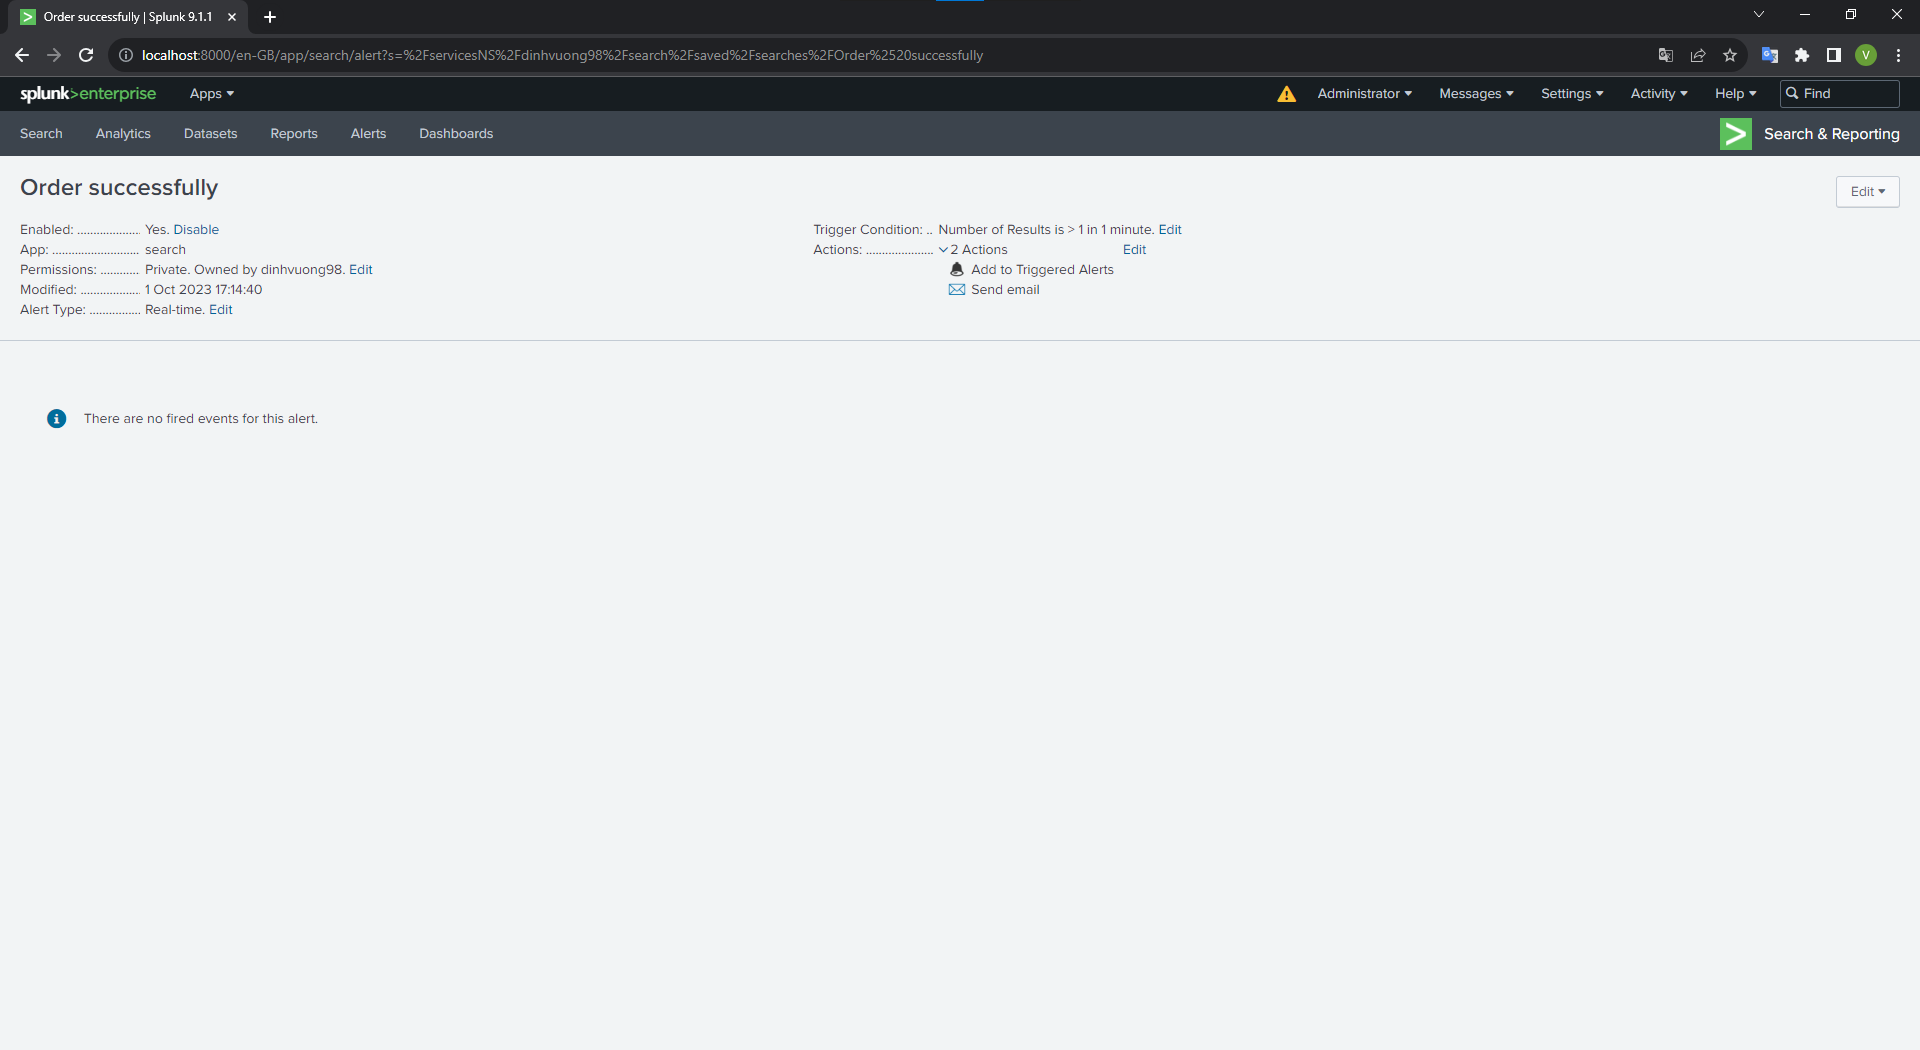 Order successfully | Splunk 9.1.1
localhost:8000/en-GB/app/search/alert?s=%2FservicesNS%2Fdinhvuong98%2Fsearch%2Fsaved%2Fsearches%2FOrder%2520successfully
V
splunk>enterprise Apps
Administrator Messages Settings Activity Help Find
Search Analytics Datasets Reports Alerts Dashboards
Search & Reporting
Order successfully
Edit
Enabled: .................... Yes. Disable
App: ........................... search
Permissions: ............ Private. Owned by dinhvuong98. Edit
Modified: ................... 1 Oct 2023 17:14:40
Alert Type: ................ Real-time. Edit
Trigger Condition: .. Number of Results is > 1 in 1 minute. Edit
Actions: ..................... 2 Actions Edit
Add to Triggered Alerts
Send email
There are no fired events for this alert.